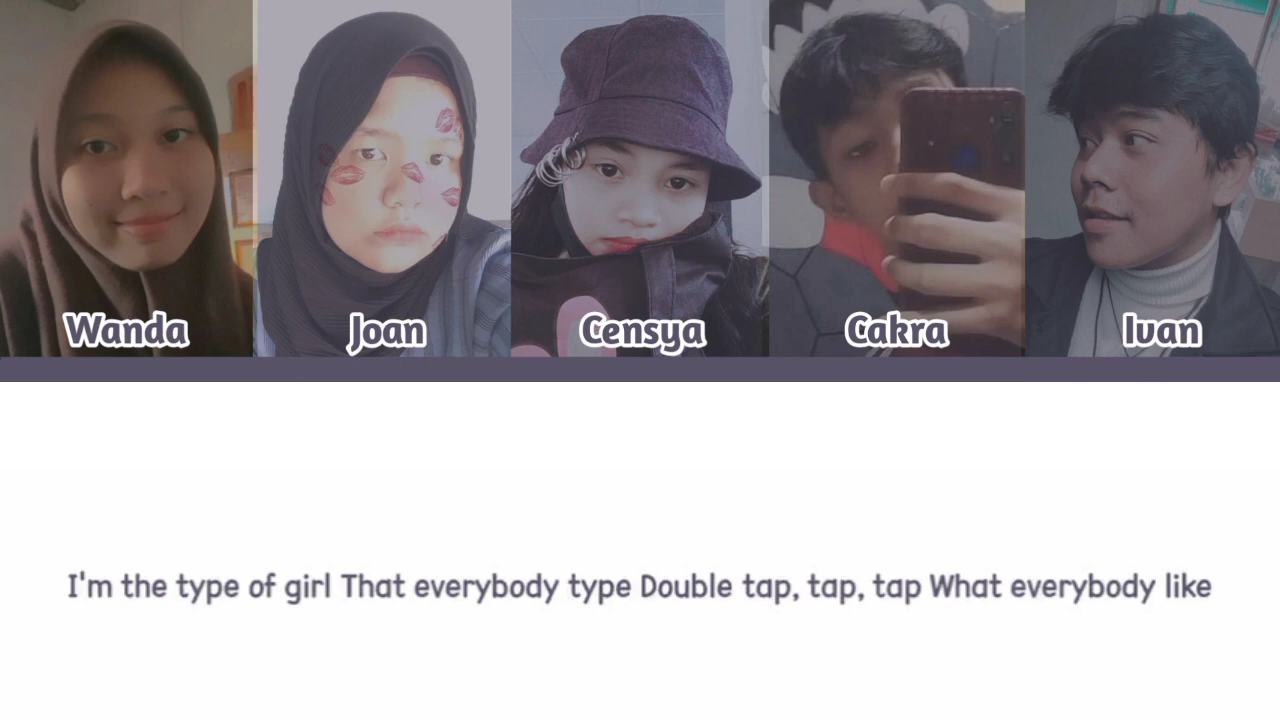 Wanda Joan Censya Cakra Ivan
I'm the type of girl That everybody type Double tap, tap, tap What everybody like